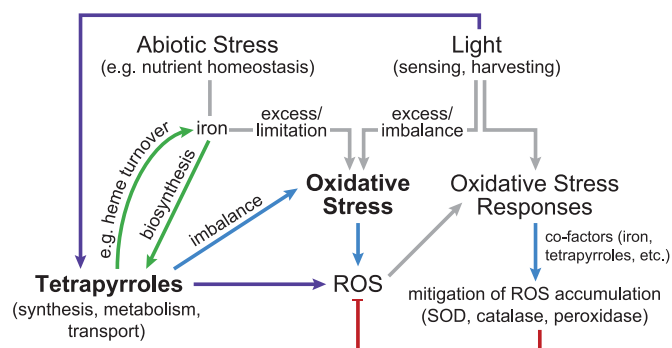 Abiotic Stress
(e.g. nutrient homeostasis)
Light
(sensing, harvesting)
iron
excess/
limitation
excess/
imbalance
e.g. heme turnover
biosynthesis
imbalance
Oxidative
Stress
Oxidative Stress
Responses
co-factors (iron,
tetrapyrroles, etc.)
Tetrapyrroles
(synthesis, metabolism,
transport)
ROS
mitigation of ROS accumulation
(SOD, catalase, peroxidase)